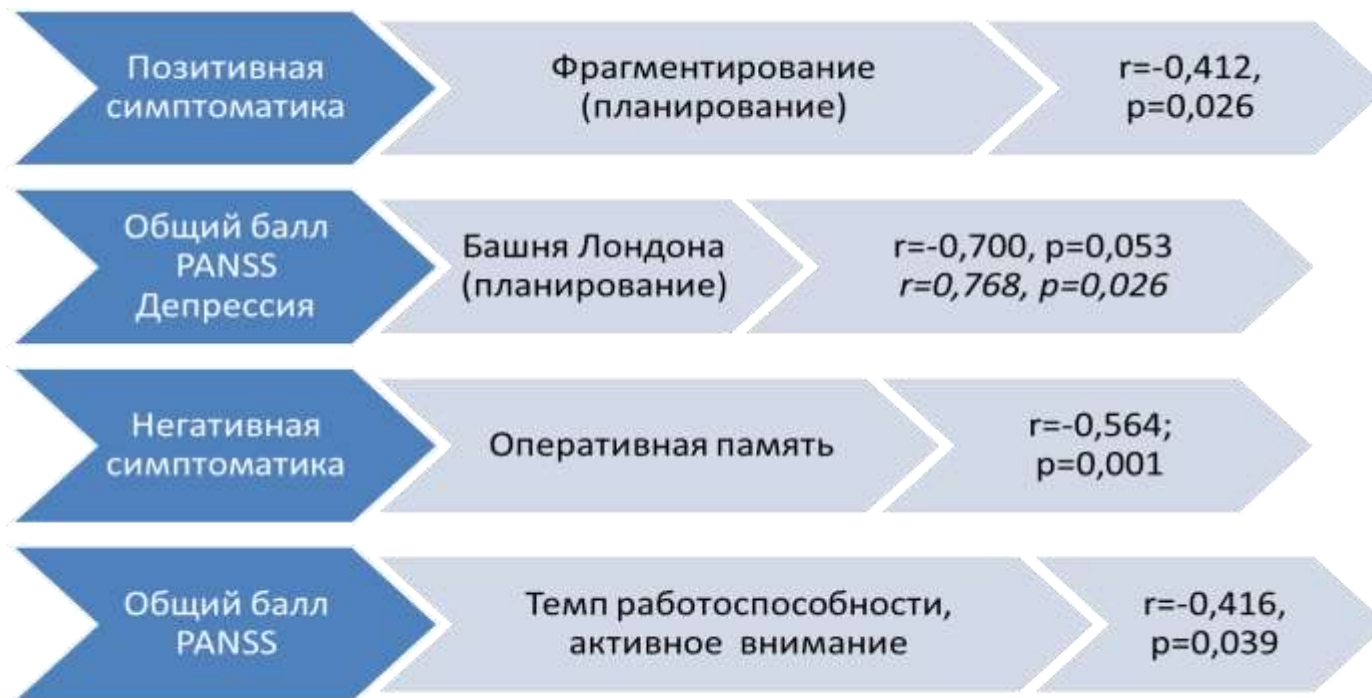 Позитивная
симптоматика
Фрагментирование
(планирование)
r=-0,412,
p=0,026
Общий балл
PANSS
Депрессия
Башня Лондона
(планирование)
r=-0,700, p=0,053
r=0,768, p=0,026
Негативная
симптоматика
Оперативная память
r=-0,564;
p=0,001
Общий балл
PANSS
Темп работоспособности,
активное внимание
r=-0,416,
p=0,039